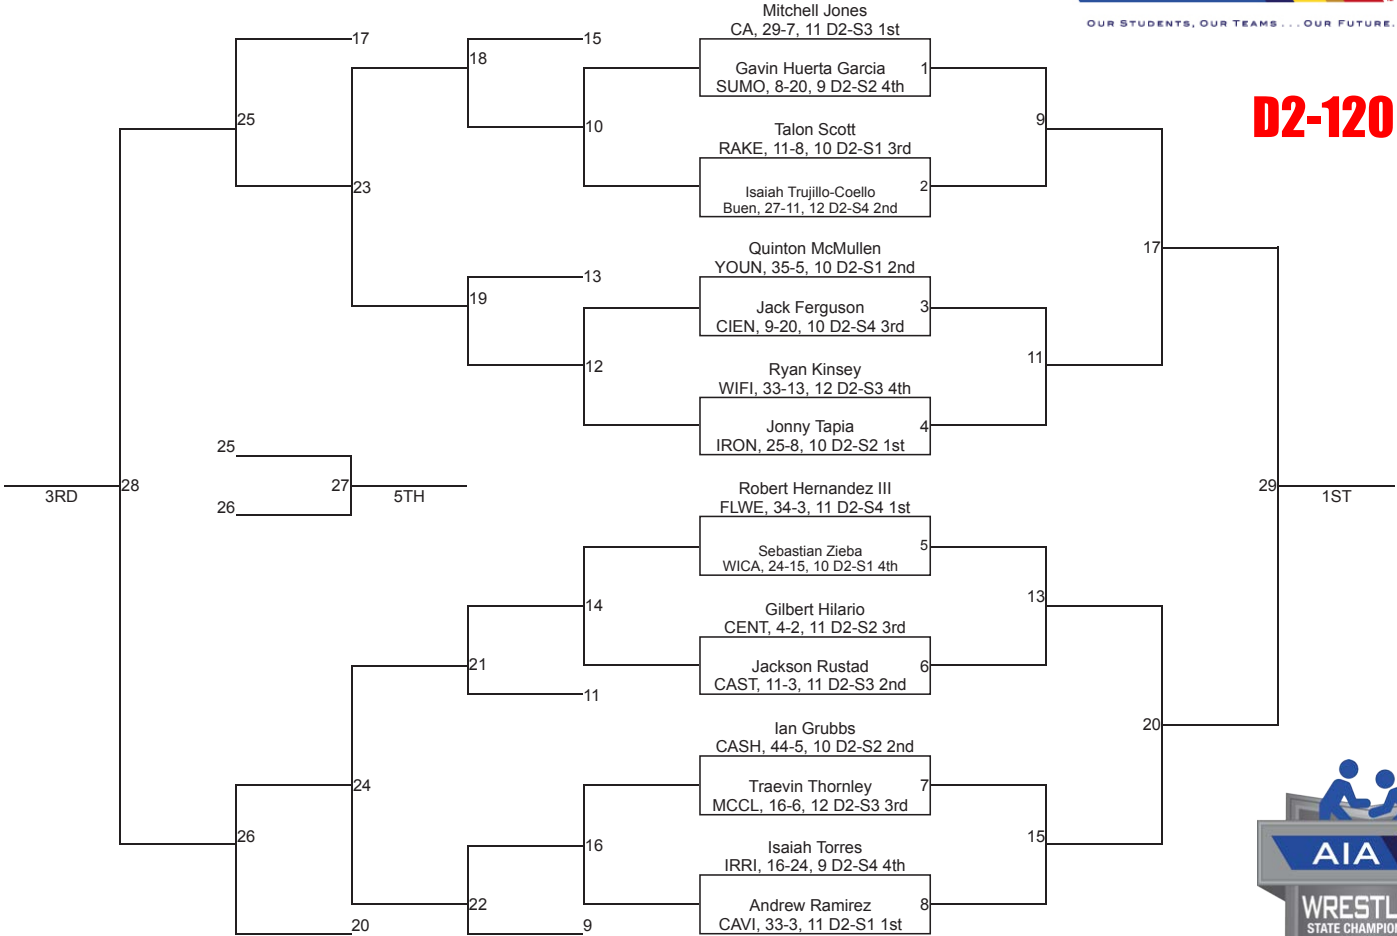 OUR STUDENTS, OUR TEAMS . . . OUR FUTURE.
D2-120
Mitchell Jones
CA, 29-7, 11 D2-S3 1st
Gavin Huerta Garcia
SUMO, 8-20, 9 D2-S2 4th
1
Talon Scott
RAKE, 11-8, 10 D2-S1 3rd
Isaiah Trujillo-Coello
Buen, 27-11, 12 D2-S4 2nd
2
Quinton McMullen
YOUN, 35-5, 10 D2-S1 2nd
Jack Ferguson
CIEN, 9-20, 10 D2-S4 3rd
3
Ryan Kinsey
WIFI, 33-13, 12 D2-S3 4th
Jonny Tapia
IRON, 25-8, 10 D2-S2 1st
4
Robert Hernandez III
FLWE, 34-3, 11 D2-S4 1st
Sebastian Zieba
WICA, 24-15, 10 D2-S1 4th
5
Gilbert Hilario
CENT, 4-2, 11 D2-S2 3rd
Jackson Rustad
CAST, 11-3, 11 D2-S3 2nd
6
Ian Grubbs
CASH, 44-5, 10 D2-S2 2nd
Traevin Thornley
MCCL, 16-6, 12 D2-S3 3rd
7
Isaiah Torres
IRRI, 16-24, 9 D2-S4 4th
Andrew Ramirez
CAVI, 33-3, 11 D2-S1 1st
8
9
11
13
15
17
20
29
1ST
15
10
13
12
14
11
16
9
18
19
21
22
17
23
24
20
25
26
25
26
27
5TH
28
3RD
AIA
WRESTL
STATE CHAMPIO